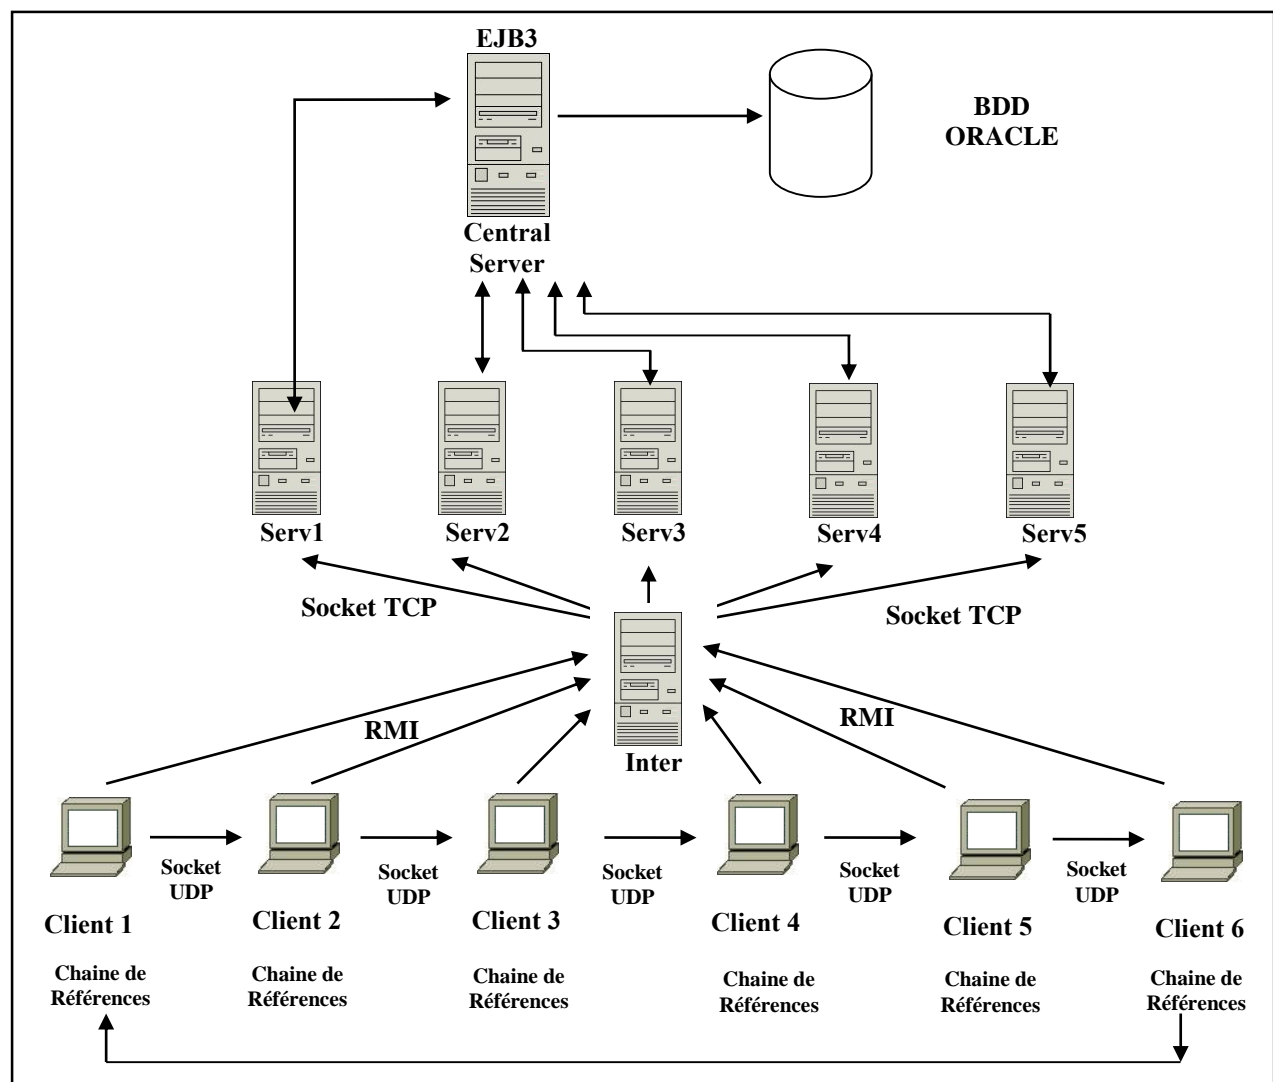 EJB3
BDD
ORACLE
Central
Server
Serv1
Serv2
Serv3
Serv4
Serv5
Socket TCP
Socket TCP
RMI
RMI
Inter
Socket
UDP
Socket
UDP
Socket
UDP
Socket
UDP
Socket
UDP
Client 1
Client 2
Client 3
Client 4
Client 5
Client 6
Chaine de
Références
Chaine de
Références
Chaine de
Références
Chaine de
Références
Chaine de
Références
Chaine de
Références